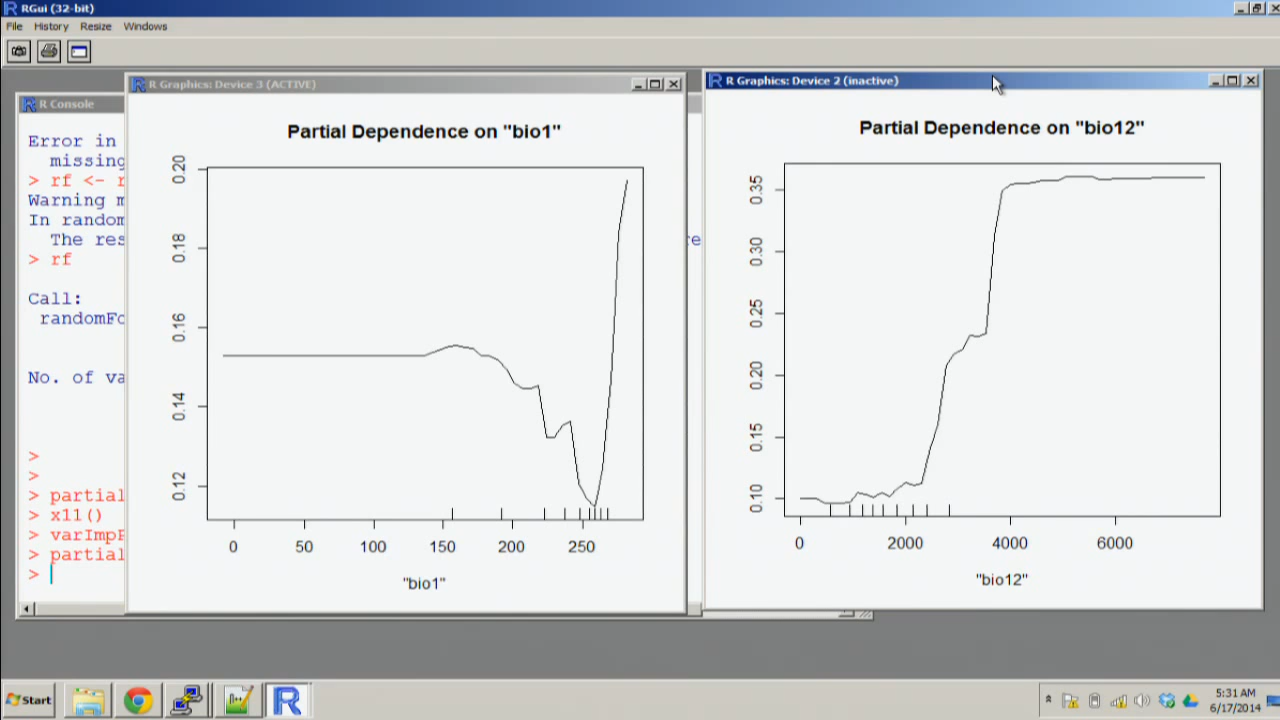 RGui (32-bit)
File History Resize Windows
R Console
Error in
missing
> rf <- r
Warning m
In random
The res
re
> rf
Call:
randomFo
No. of va
>
>
> partial
> x11()
> varImpP
> partial
>
R Graphics: Device 3 (ACTIVE)
Partial Dependence on "bio1"
0.20
0.18
0.16
0.14
0.12
0 50 100 150 200 250
"bio1"
R Graphics: Device 2 (inactive)
Partial Dependence on "bio12"
0.35
0.30
0.25
0.20
0.15
0.10
0 2000 4000 6000
"bio12"
Start
5:31 AM
6/17/2014